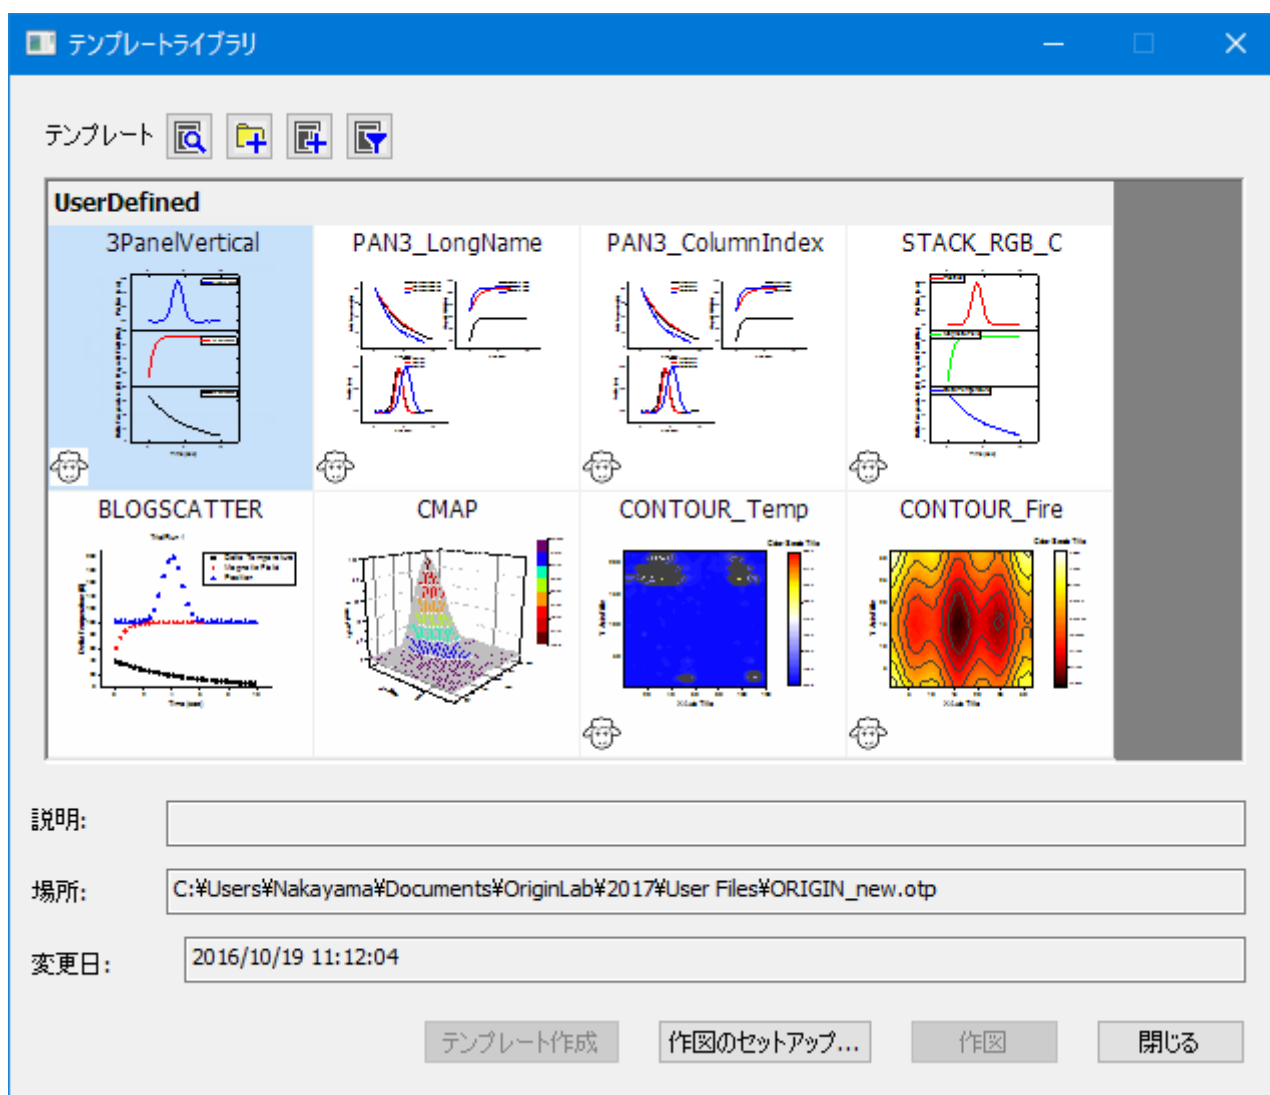 テンプレートライブラリ
テンプレート
UserDefined
3PanelVertical
PAN3_LongName
PAN3_ColumnIndex
STACK_RGB_C
BLOGSCATTER
CMAP
CONTOUR_Temp
CONTOUR_Fire
説明:
場所:
C:¥Users¥Nakayama¥Documents¥OriginLab¥2017¥User Files¥ORIGIN_new.otp
変更日:
2016/10/19 11:12:04
テンプレート作成
作図のセットアップ...
作図
閉じる